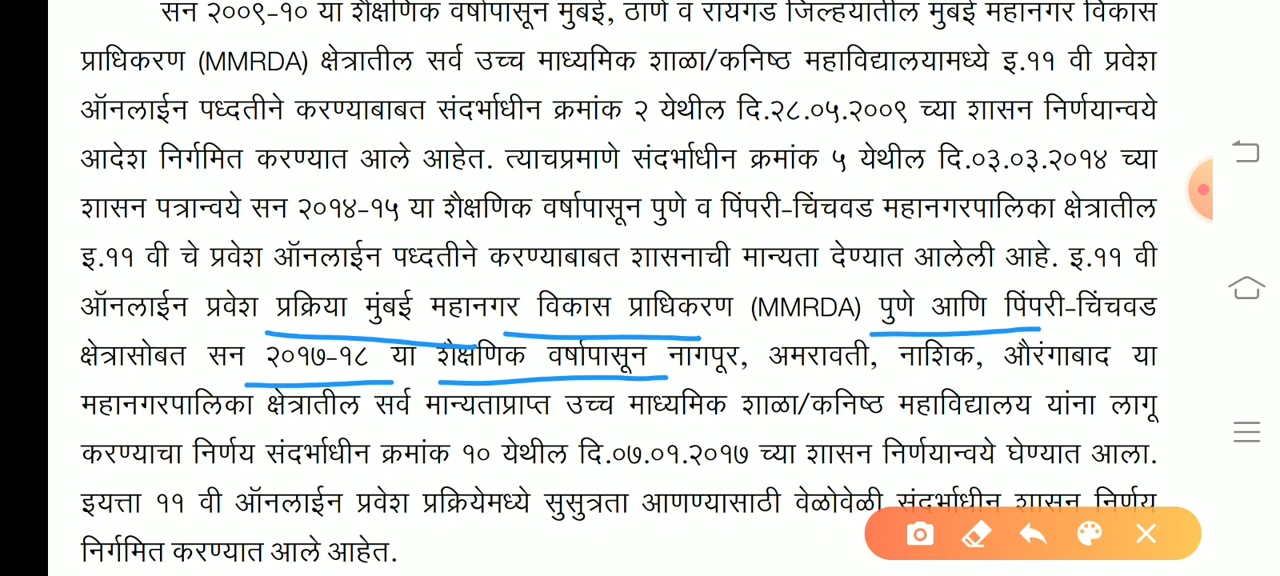 सन २००९-१० या शैक्षणिक वर्षापासून मुंबई, ठाणे व रायगड जिल्हयातील मुंबई महानगर विकास
प्राधिकरण (MMRDA) क्षेत्रातील सर्व उच्च माध्यमिक शाळा/कनिष्ठ महाविद्यालयामध्ये इ.११ वी प्रवेश
ऑनलाईन पध्दतीने करण्याबाबत संदर्भाधीन क्रमांक २ येथील दि.२८.०५.२००९ च्या शासन निर्णयान्वये
आदेश निर्गमित करण्यात आले आहेत. त्याचप्रमाणे संदर्भाधीन क्रमांक ५ येथील दि.०३.०३.२०१४ च्या
शासन पत्रान्वये सन २०१४-१५ या शैक्षणिक वर्षापासून पुणे व पिंपरी-चिंचवड महानगरपालिका क्षेत्रातील
इ.११ वी चे प्रवेश ऑनलाईन पध्दतीने करण्याबाबत शासनाची मान्यता देण्यात आलेली आहे. इ.११ वी
ऑनलाईन प्रवेश प्रक्रिया मुंबई महानगर विकास प्राधिकरण (MMRDA) पुणे आणि पिंपरी-चिंचवड
क्षेत्रासोबत सन २०१७-१८ या शैक्षणिक वर्षापासून नागपूर, अमरावती, नाशिक, औरंगाबाद या
महानगरपालिका क्षेत्रातील सर्व मान्यताप्राप्त उच्च माध्यमिक शाळा/कनिष्ठ महाविद्यालय यांना लागू
करण्याचा निर्णय संदर्भाधीन क्रमांक १० येथील दि.०७.०१.२०१७ च्या शासन निर्णयान्वये घेण्यात आला.
इयत्ता ११ वी ऑनलाईन प्रवेश प्रक्रियेमध्ये सुसुत्रता आणण्यासाठी वेळोवेळी संदर्भाधीन शासन निर्णय
निर्गमित करण्यात आले आहेत.